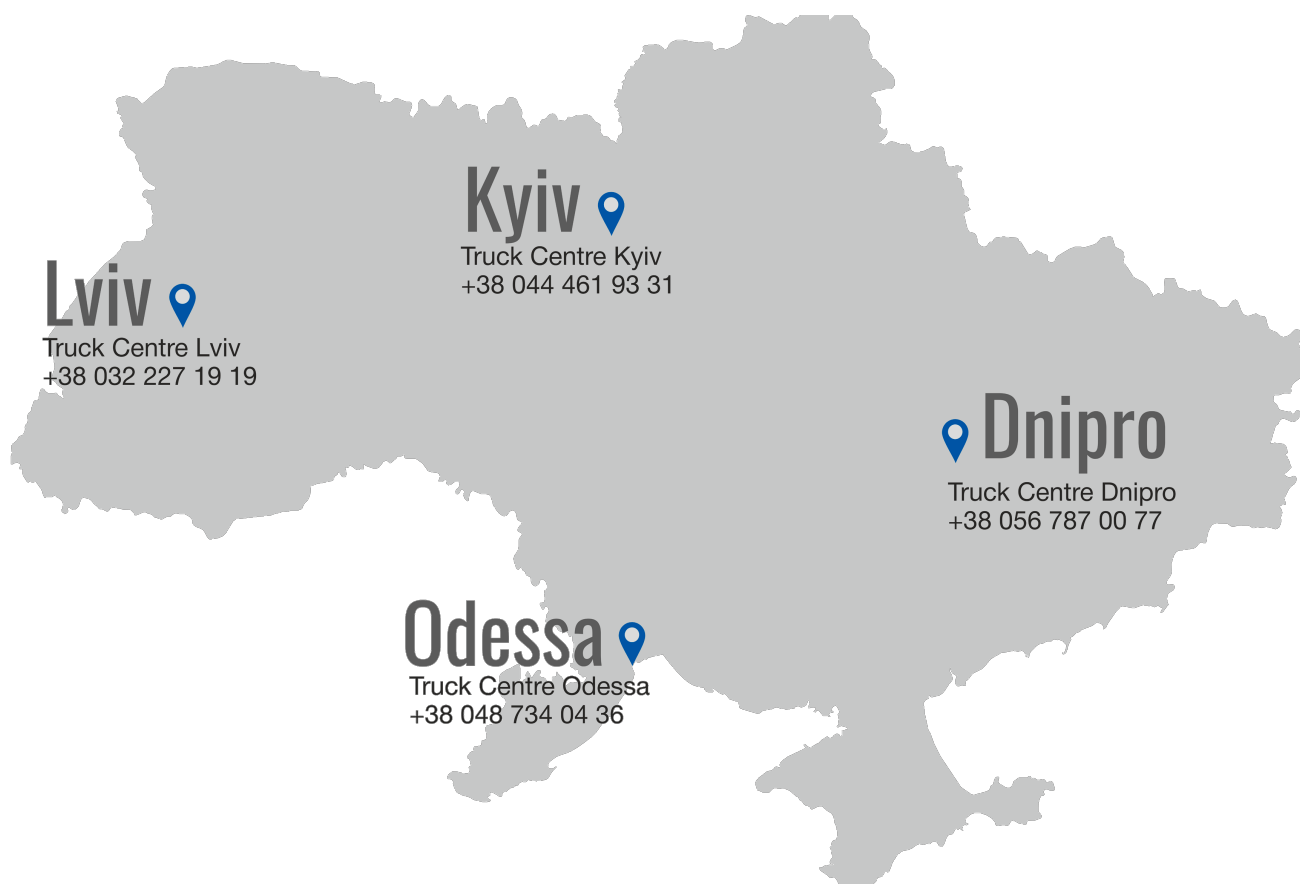 Kyiv
Truck Centre Kyiv
+38 044 461 93 31
Lviv
Truck Centre Lviv
+38 032 227 19 19
Dnipro
Truck Centre Dnipro
+38 056 787 00 77
Odessa
Truck Centre Odessa
+38 048 734 04 36